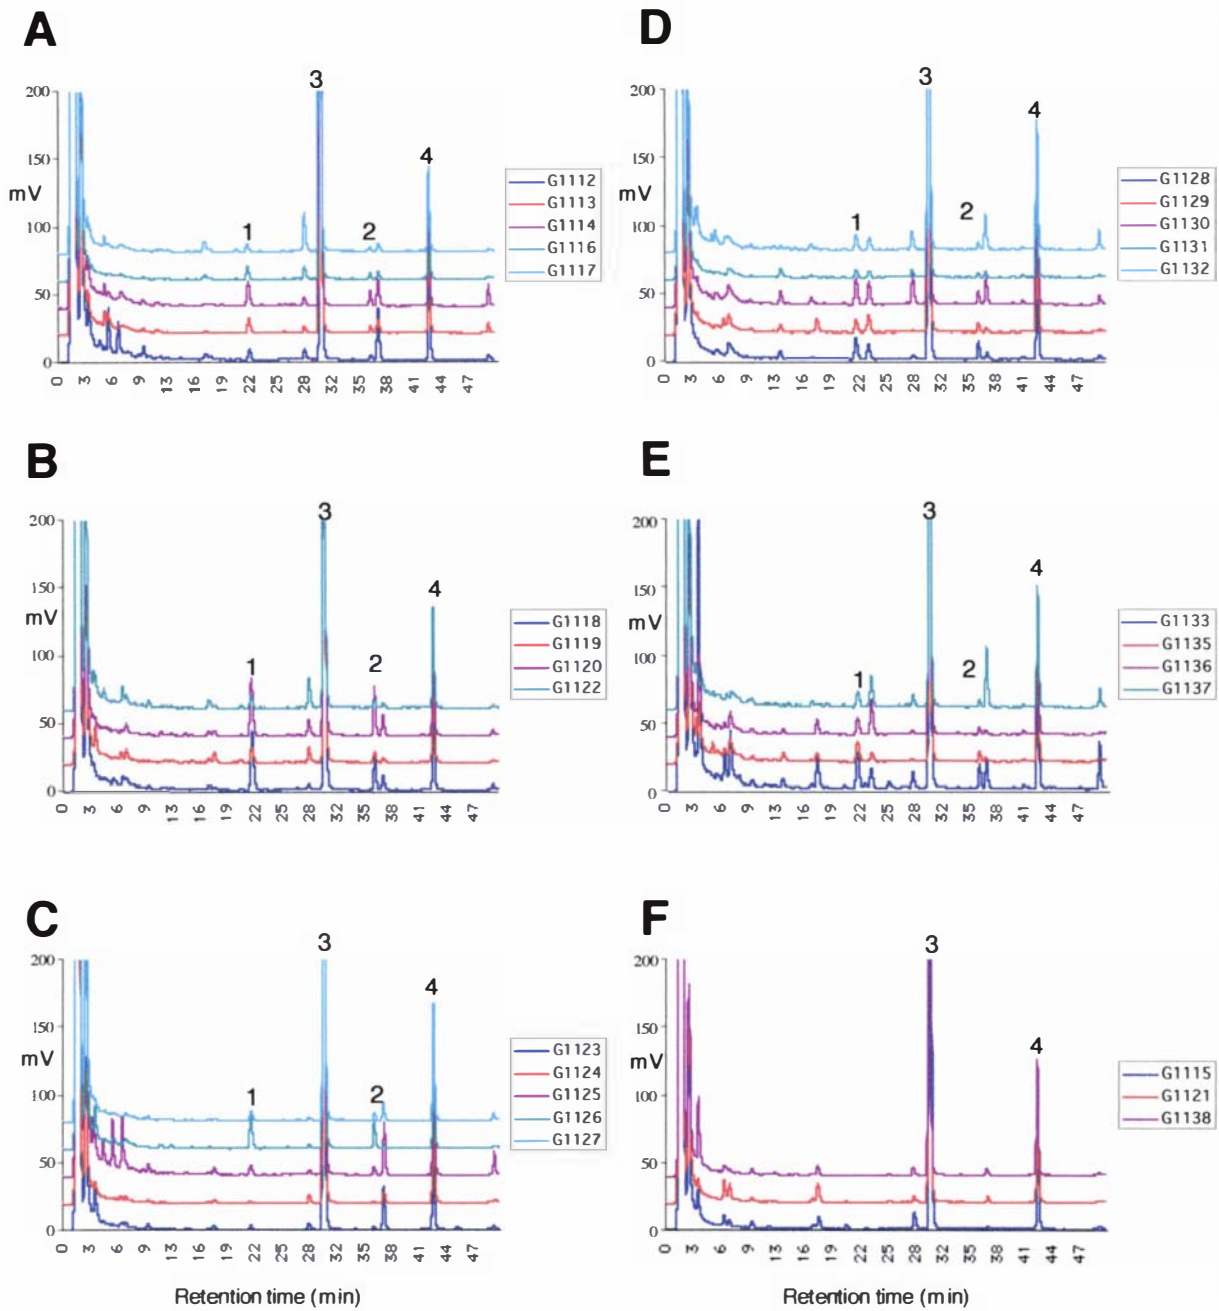 A
3
200
150
mV
100
50
0
4
1
2
G1112
G1113
G1114
G1116
G1117
0 3 6 9 13 16 19 22 25 28 32 35 38 41 44 47
D
3
200
150
mV
100
50
0
4
1
2
G1128
G1129
G1130
G1131
G1132
0 3 6 9 13 16 19 22 25 28 32 35 38 41 44 47
B
3
200
150
mV
100
50
0
4
1
2
G1118
G1119
G1120
G1122
0 3 6 9 13 16 19 22 25 28 32 35 38 41 44 47
E
3
200
150
mV
100
50
0
4
1
2
G1133
G1135
G1136
G1137
0 3 6 9 13 16 19 22 25 28 32 35 38 41 44 47
C
3
200
150
mV
100
50
0
4
1
2
G1123
G1124
G1125
G1126
G1127
0 3 6 9 13 16 19 22 25 28 32 35 38 41 44 47
Retention time (min)
F
3
200
150
mV
100
50
0
4
G1115
G1121
G1138
0 3 6 9 13 16 19 22 25 28 32 35 38 41 44 47
Retention time (min)